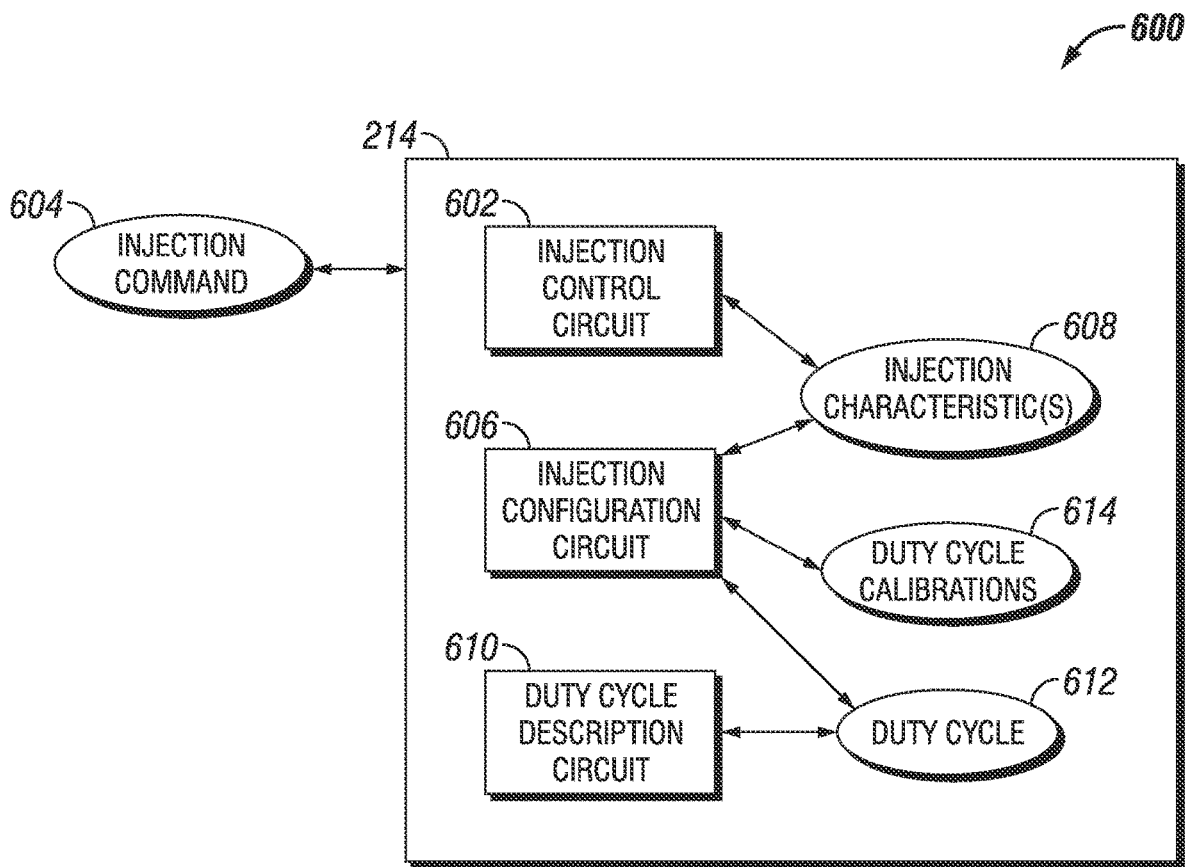 600
214
604
INJECTION
COMMAND
602
INJECTION
CONTROL
CIRCUIT
608
INJECTION
CHARACTERISTIC(S)
606
INJECTION
CONFIGURATION
CIRCUIT
614
DUTY CYCLE
CALIBRATIONS
610
DUTY CYCLE
DESCRIPTION
CIRCUIT
612
DUTY CYCLE